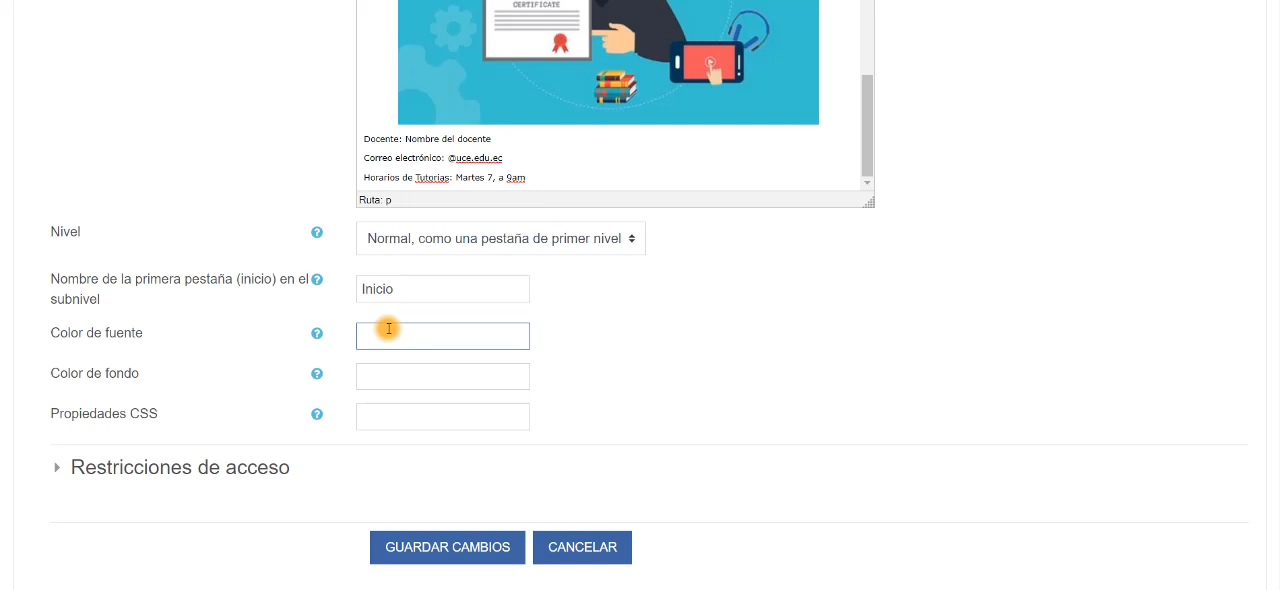 CERTIFICATE
Docente: Nombre del docente
Correo electrónico: @uce.edu.ec
Horarios de Tutorias: Martes 7, a 9am
Ruta: p
Nivel
Normal, como una pestaña de primer nivel
Nombre de la primera pestaña (inicio) en el
subnivel
Inicio
Color de fuente
Color de fondo
Propiedades CSS
Restricciones de acceso
GUARDAR CAMBIOS CANCELAR